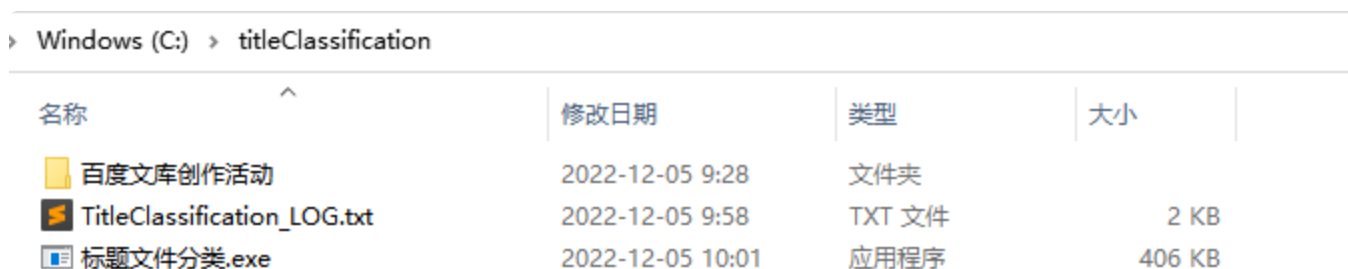 Windows (C:) › titleClassification
名称 修改日期 类型 大小
百度文库创作活动 2022-12-05 9:28 文件夹
TitleClassification_LOG.txt 2022-12-05 9:58 TXT 文件 2 KB
标题文件分类.exe 2022-12-05 10:01 应用程序 406 KB